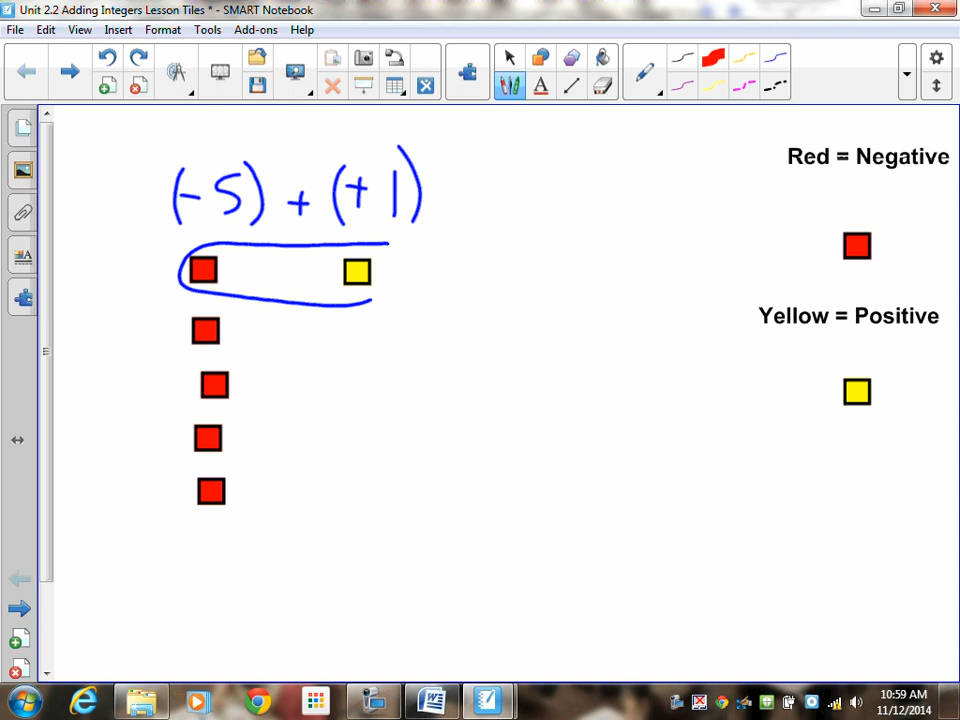 Unit 2.2 Adding Integers Lesson Tiles * - SMART Notebook
File Edit View Insert Format Tools Add-ons Help
(-5) + (+1)
Red = Negative
Yellow = Positive
10:59 AM
11/12/2014